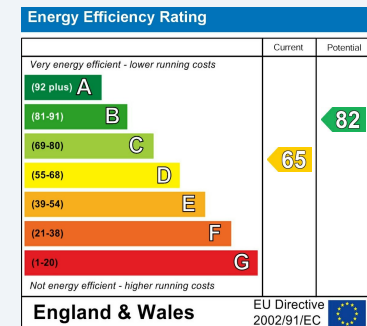 Energy Efficiency Rating
Current Potential
Very energy efficient - lower running costs
(92 plus) A
(81-91) B
82
(69-80) C
65
(55-68) D
(39-54) E
(21-38) F
(1-20) G
Not energy efficient - higher running costs
England & Wales
EU Directive
2002/91/EC